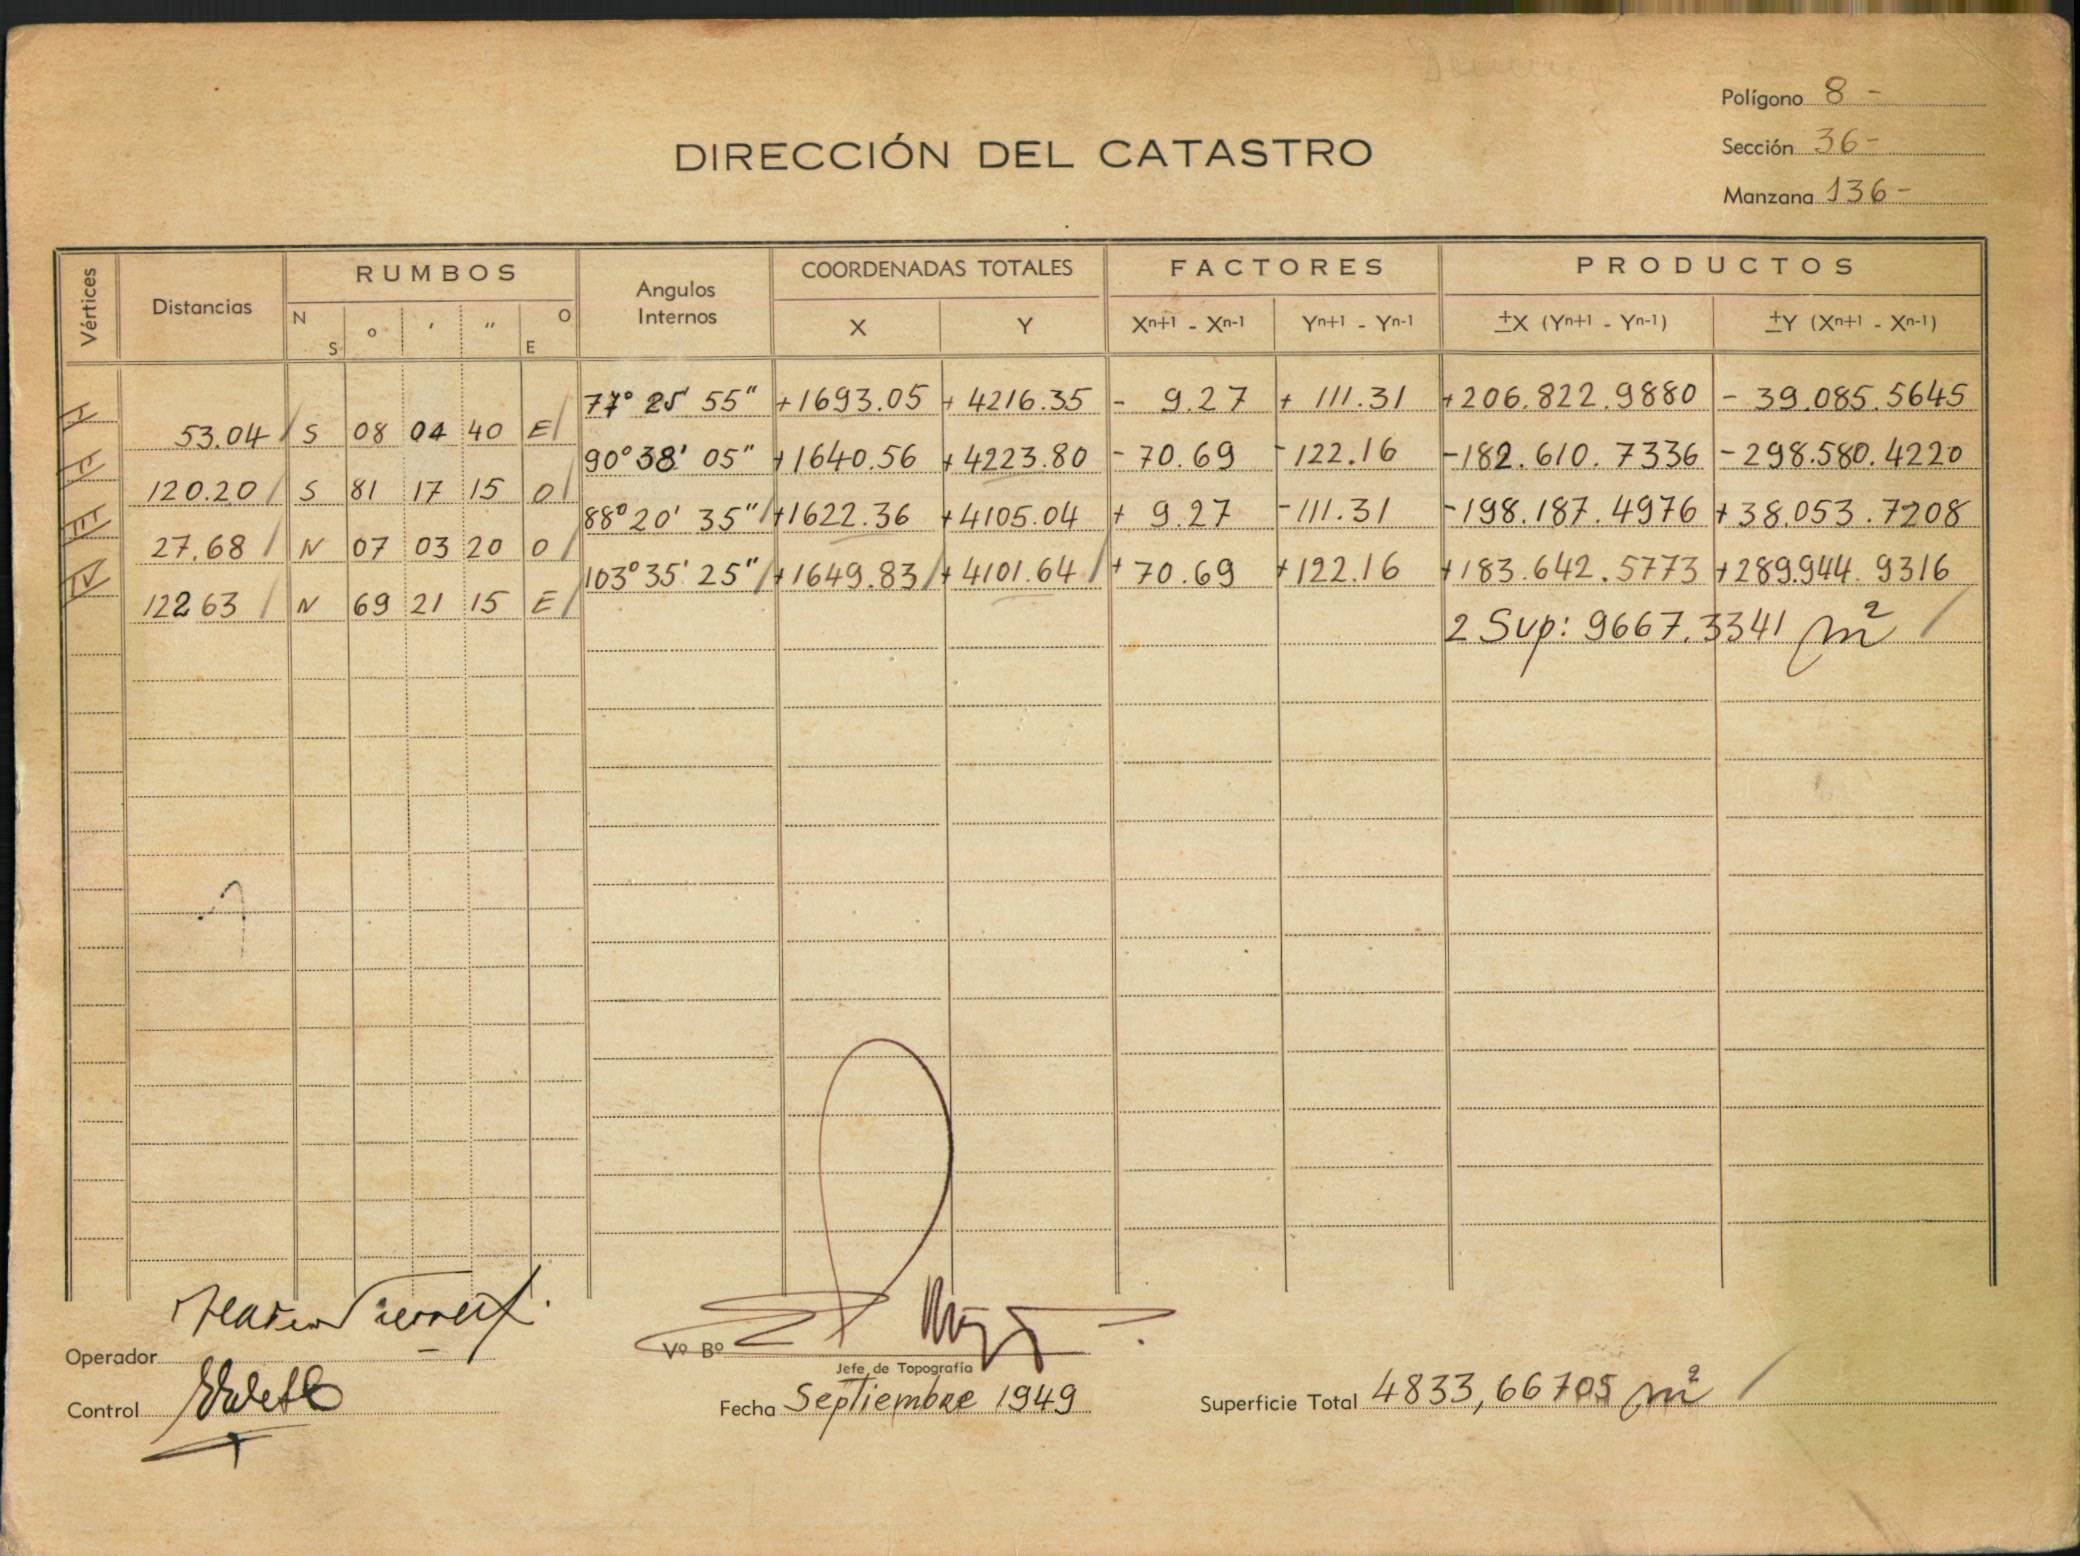 Polígono 8 -
DIRECCIÓN DEL CATASTRO
Sección 36 -
Manzana 136 -
Vértices Distancias RUMBOS Angulos Internos COORDENADAS TOTALES FACTORES PRODUCTOS
N S ° ' " O E X Y Xn+1 - Xn-1 Yn+1 - Yn-1 ±X (Yn+1 - Yn-1) ±Y (Xn+1 - Xn-1)
I 77° 25' 55" +1693.05 + 4216.35 - 9.27 + 111.31 +206.822.9880 - 39.085.5645
53.04 S 08 04 40 E
II 90° 38' 05" +1640.56 +4223.80 - 70.69 -122.16 -182.610.7336 -298.580.4220
120.20 S 81 17 15 O
III 88° 20' 35" +1622.36 +4105.04 + 9.27 -111.31 -198.187.4976 +38.053.7208
27.68 N 07 03 20 O
IV 103° 35' 25" +1649.83 + 4101.64 + 70.69 +122.16 +183.642.5773 +289.944.9316
122 63 N 69 21 15 E
2 Sup: 9667.3341 m²
Operador
Vº Bº
Jefe de Topografía
Control
Fecha Septiembre 1949
Superficie Total 4833,66705 m²